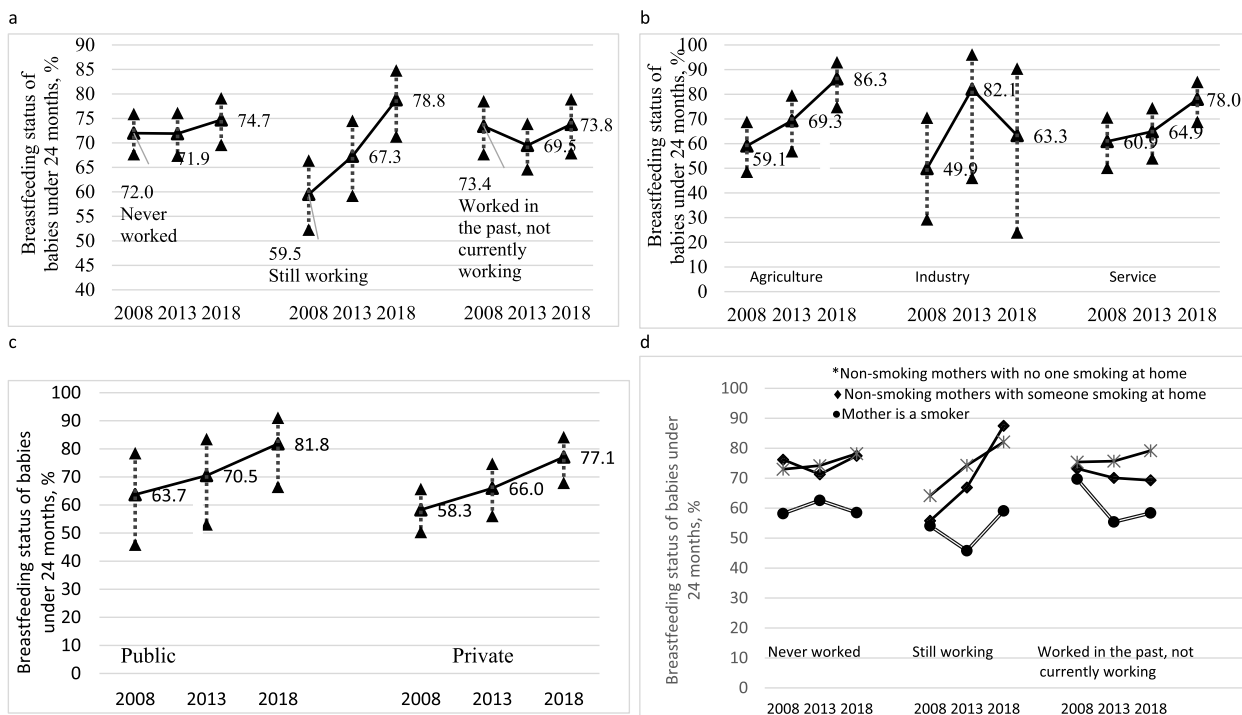 a
Breastfeeding status of
babies under 24 months, %
90
85
80
75
70
65
60
55
50
45
40
74.7
71.9
72.0
Never
worked
78.8
67.3
59.5
Still working
73.8
69.5
73.4
Worked in
the past, not
currently
working
2008 2013 2018
2008 2013 2018
2008 2013 2018
b
Breastfeeding status of
babies under 24 months, %
100
90
80
70
60
50
40
30
20
10
0
86.3
69.3
59.1
82.1
63.3
49.9
78.0
64.9
60.9
Agriculture
Industry
Service
2008 2013 2018
2008 2013 2018
2008 2013 2018
c
Breastfeeding status of babies
under 24 months, %
100
90
80
70
60
50
40
30
20
10
0
81.8
70.5
63.7
77.1
66.0
58.3
Public
Private
2008 2013 2018
2008 2013 2018
d
*Non-smoking mothers with no one smoking at home
◆Non-smoking mothers with someone smoking at home
●Mother is a smoker
Breastfeeding status of babies under
24 months, %
100
90
80
70
60
50
40
30
20
10
0
Never worked
Still working
Worked in the past, not
currently working
2008 2013 2018
2008 2013 2018
2008 2013 2018